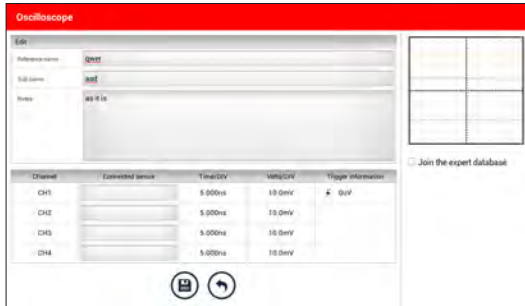 Oscilloscope
Edit
Reference name qwer
Sub name asd
Notes as it is
Join the expert database
Channel Connected sensor Time/DIV Volts/DIV Trigger information
CH1 5.000ns 10.0mV 0uV
CH2 5.000ns 10.0mV
CH3 5.000ns 10.0mV
CH4 5.000ns 10.0mV